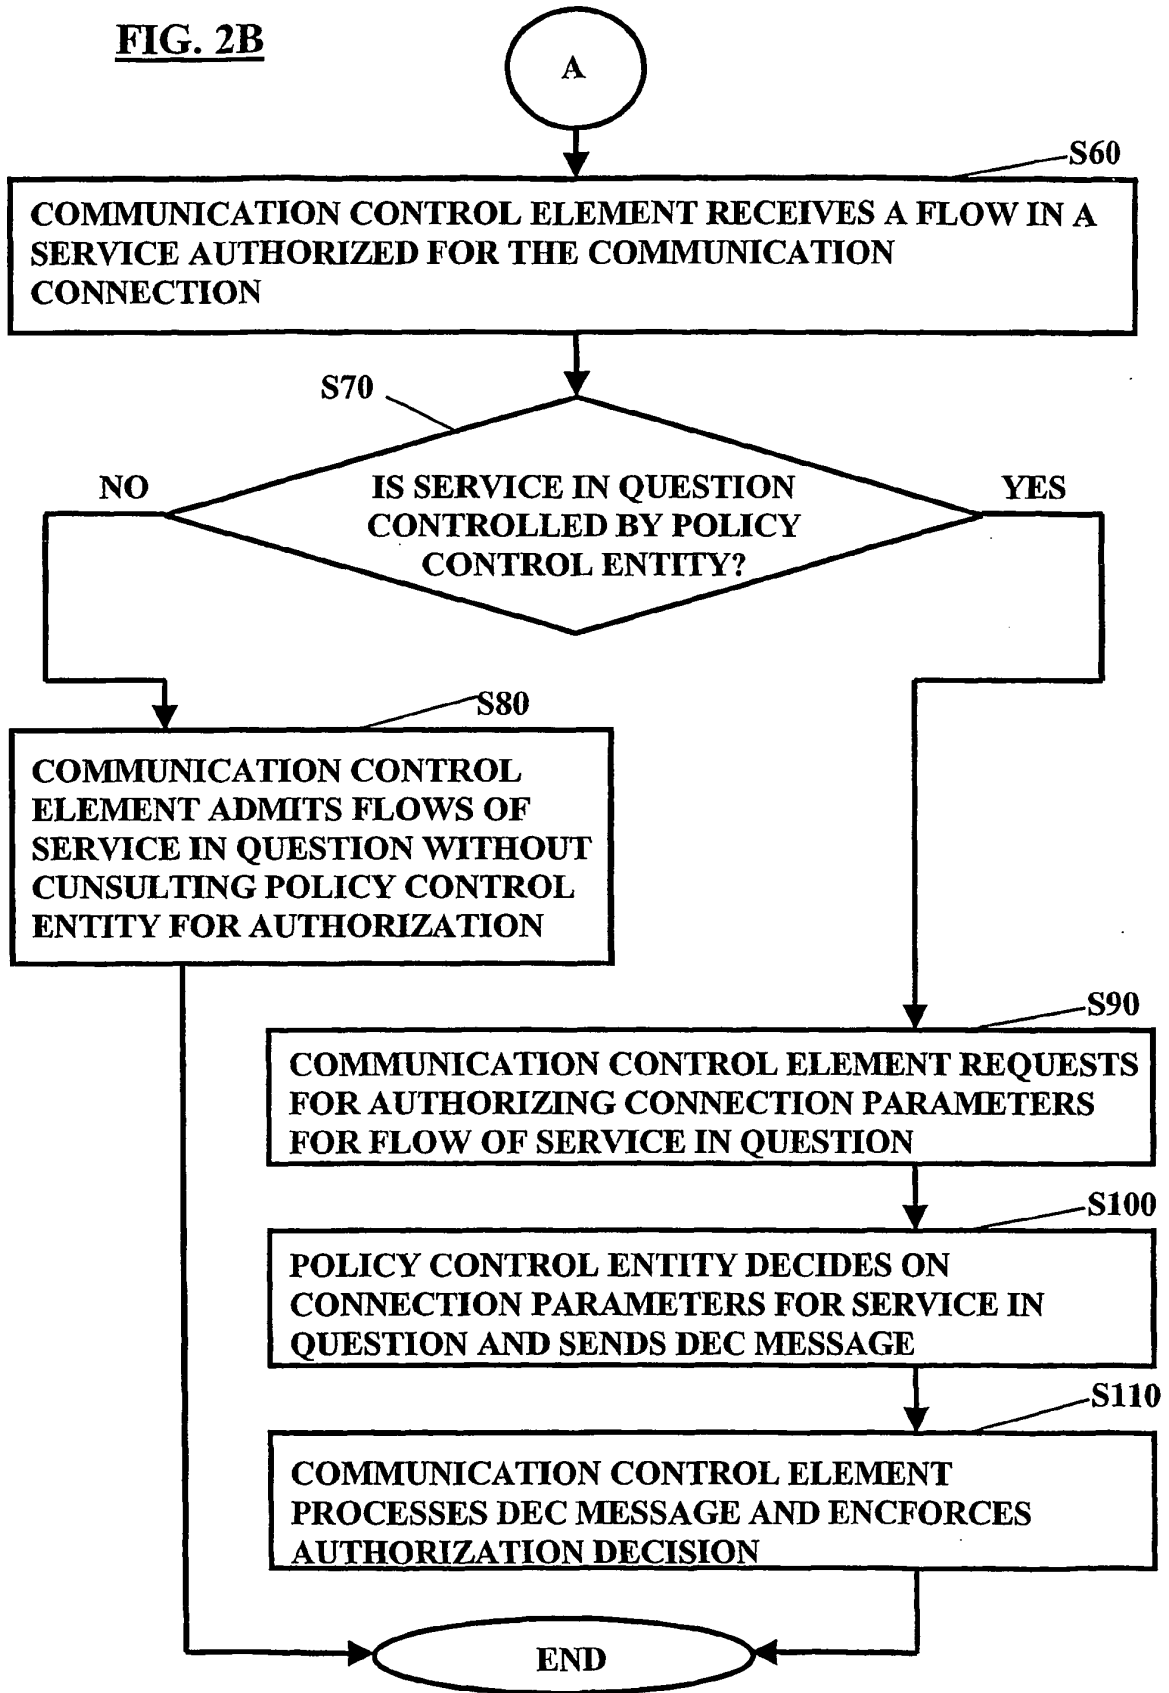 FIG. 2B
A
S60
COMMUNICATION CONTROL ELEMENT RECEIVES A FLOW IN A
SERVICE AUTHORIZED FOR THE COMMUNICATION
CONNECTION
S70
NO
IS SERVICE IN QUESTION
CONTROLLED BY POLICY
CONTROL ENTITY?
YES
S80
COMMUNICATION CONTROL
ELEMENT ADMITS FLOWS OF
SERVICE IN QUESTION WITHOUT
CUNSULTING POLICY CONTROL
ENTITY FOR AUTHORIZATION
S90
COMMUNICATION CONTROL ELEMENT REQUESTS
FOR AUTHORIZING CONNECTION PARAMETERS
FOR FLOW OF SERVICE IN QUESTION
S100
POLICY CONTROL ENTITY DECIDES ON
CONNECTION PARAMETERS FOR SERVICE IN
QUESTION AND SENDS DEC MESSAGE
S110
COMMUNICATION CONTROL ELEMENT
PROCESSES DEC MESSAGE AND ENCFORCES
AUTHORIZATION DECISION
END